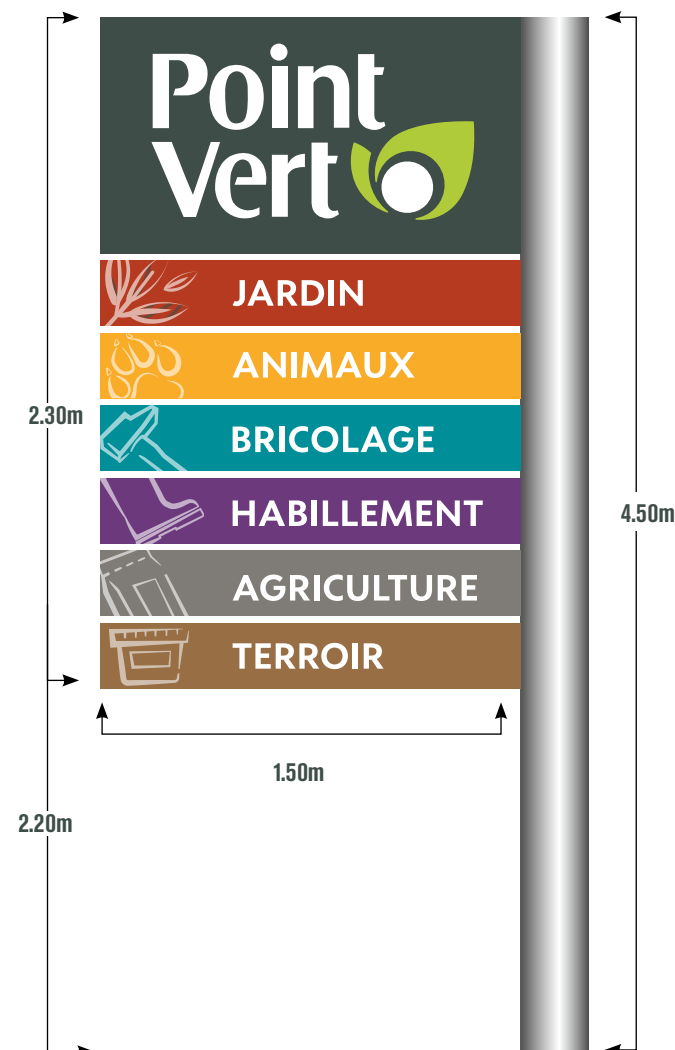 Point
Vert
JARDIN
ANIMAUX
2.30m
BRICOLAGE
HABILLEMENT
4.50m
AGRICULTURE
TERROIR
1.50m
2.20m